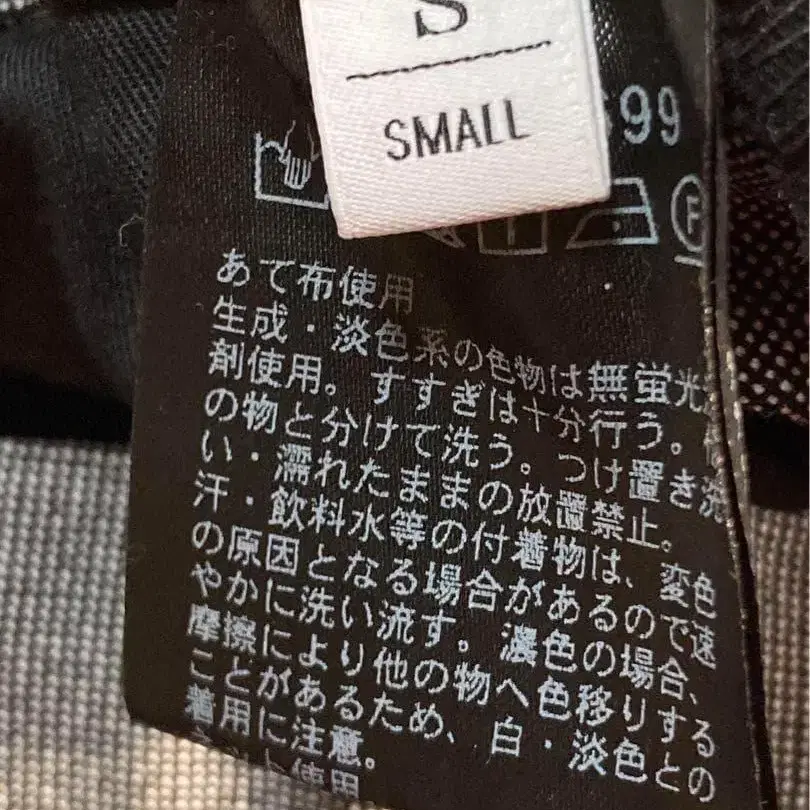 S
SMALL
699
あて布使用
生成・淡色系の色物は無蛍光
剤使用。すすぎは十分行う。
の物と分けて洗う。つけ置き洗
い・濡れたままの放置禁止。
汗・飲料水等の付着物は、変色
の原因となる場合があるので速
やかに洗い流す。濃色の場合、
摩擦により他の物へ色移りする
ことがあるため、白・淡色との
着用に注意。
使用